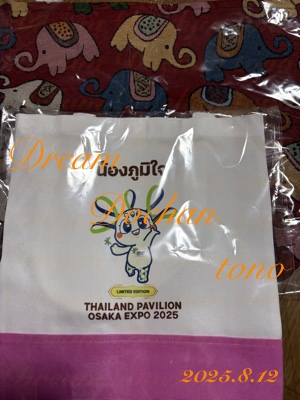 Dream
น้องภูมิใจ
Dochan
tono
LIMITED EDITION
THAILAND PAVILION
OSAKA EXPO 2025
2025.8.12